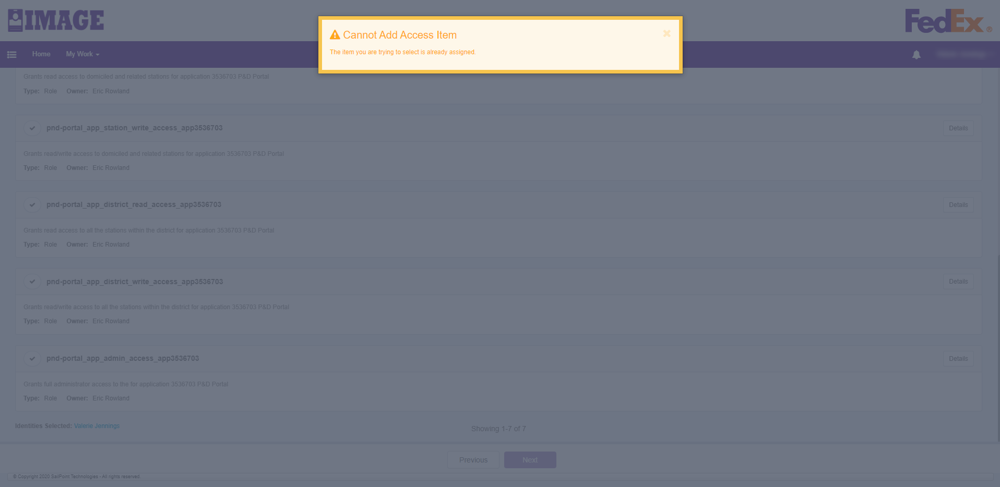 IMAGE
FedEx®
Cannot Add Access Item
The item you are trying to select is already assigned.
Home
My Work
Grants read access to domiciled and related stations for application 3536703 P&D Portal
Type: Role Owner: Eric Rowland
pnd-portal_app_station_write_access_app3536703
Details
Grants read/write access to domiciled and related stations for application 3536703 P&D Portal
Type: Role Owner: Eric Rowland
pnd-portal_app_district_read_access_app3536703
Details
Grants read access to all the stations within the district for application 3536703 P&D Portal
Type: Role Owner: Eric Rowland
pnd-portal_app_district_write_access_app3536703
Details
Grants read/write access to all the stations within the district for application 3536703 P&D Portal
Type: Role Owner: Eric Rowland
pnd-portal_app_admin_access_app3536703
Details
Grants full administrator access to the for application 3536703 P&D Portal
Type: Role Owner: Eric Rowland
Identities Selected: Valerie Jennings
Showing 1-7 of 7
Previous
Next
© Copyright 2020 SailPoint Technologies - All rights reserved.